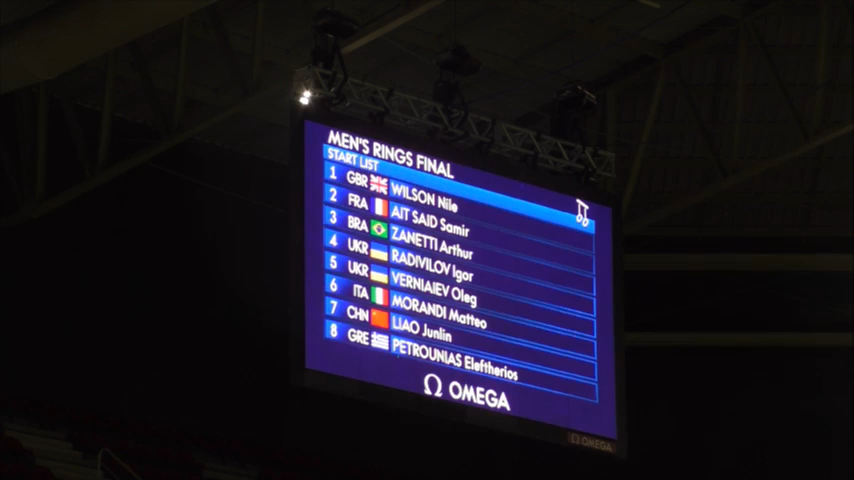 MEN'S RINGS FINAL
START LIST
1 GBR WILSON Nile
2 FRA AIT SAID Samir
3 BRA ZANETTI Arthur
4 UKR RADIVILOV Igor
5 UKR VERNIAIEV Oleg
6 ITA MORANDI Matteo
7 CHN LIAO Junlin
8 GRE PETROUNIAS Eleftherios
Ω OMEGA
Ω OMEGA